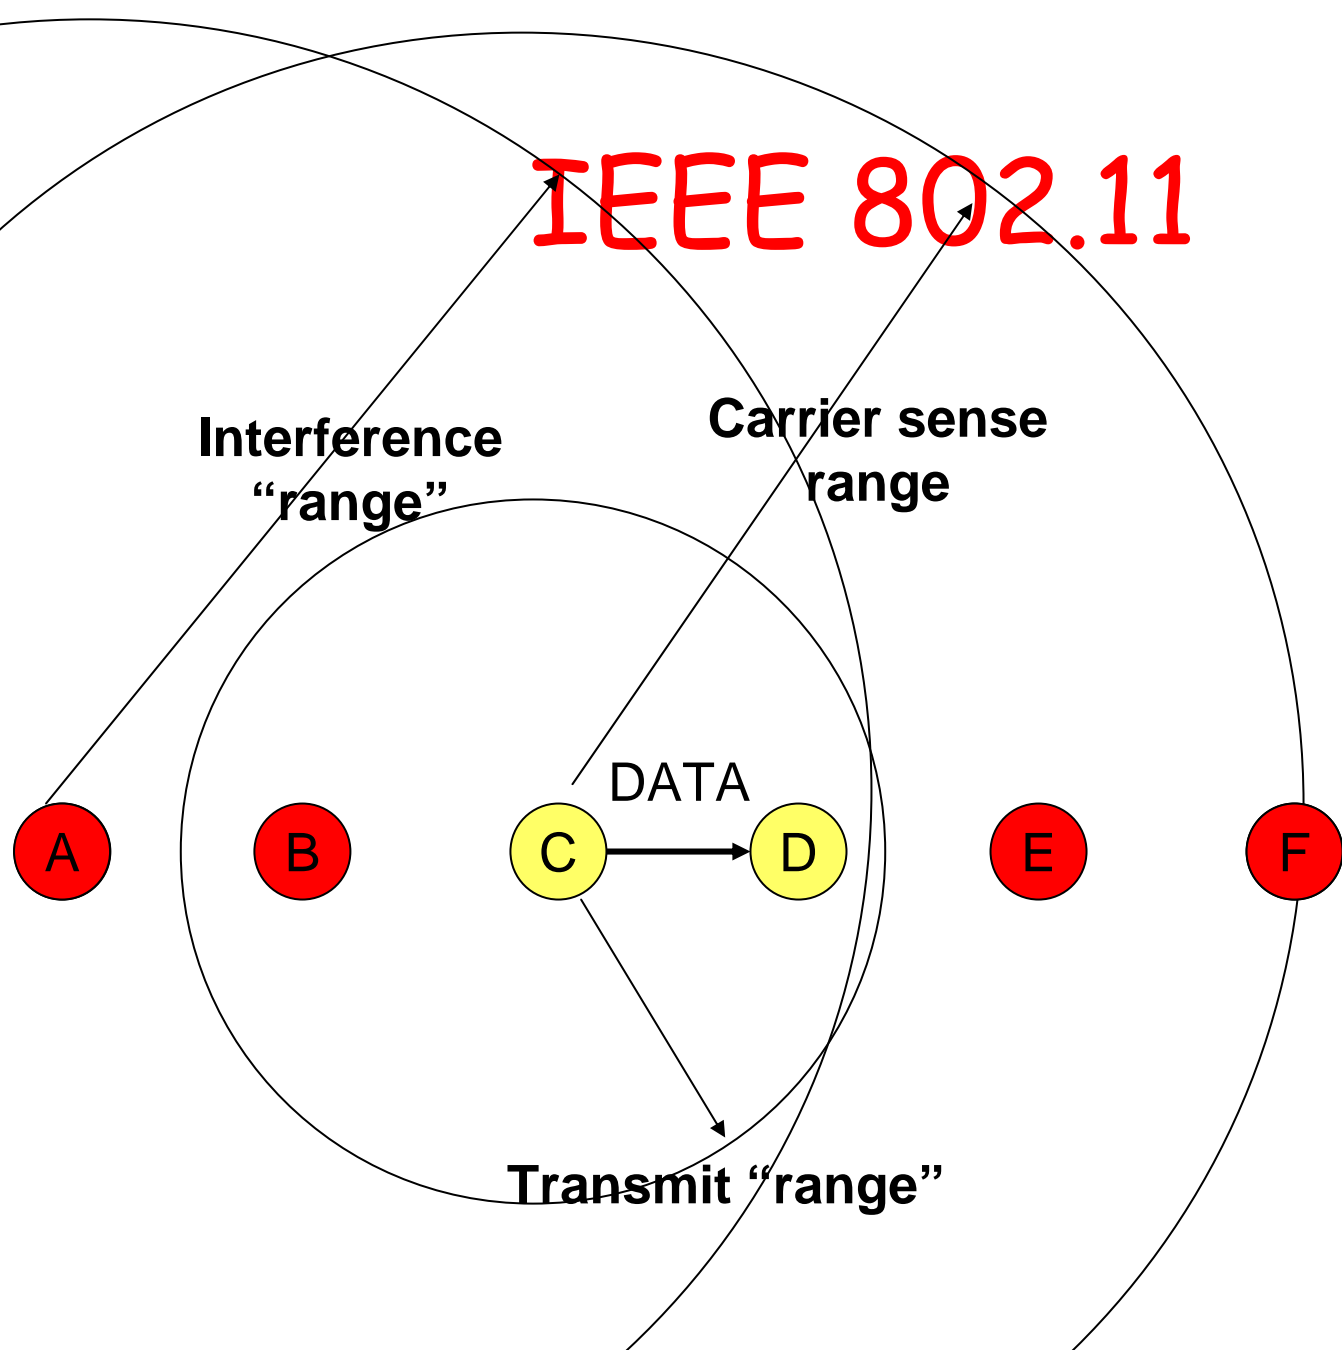 IEEE 802.11
Interference
“range”
Carrier sense
range
DATA
A
B
C
D
E
F
Transmit “range”